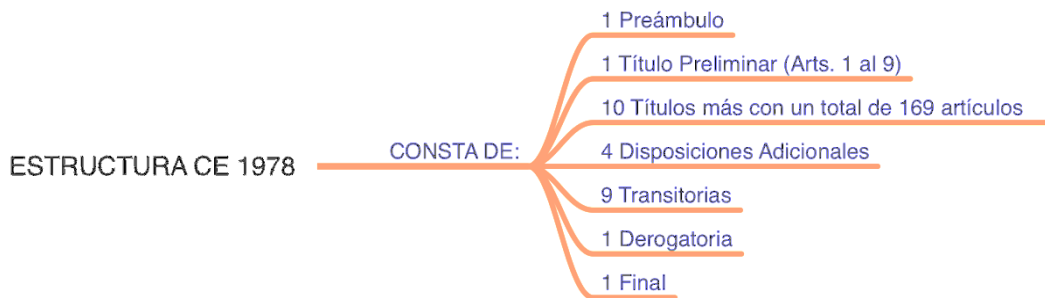 1 Preámbulo
1 Título Preliminar (Arts. 1 al 9)
10 Títulos más con un total de 169 artículos
ESTRUCTURA CE 1978
CONSTA DE:
4 Disposiciones Adicionales
9 Transitorias
1 Derogatoria
1 Final